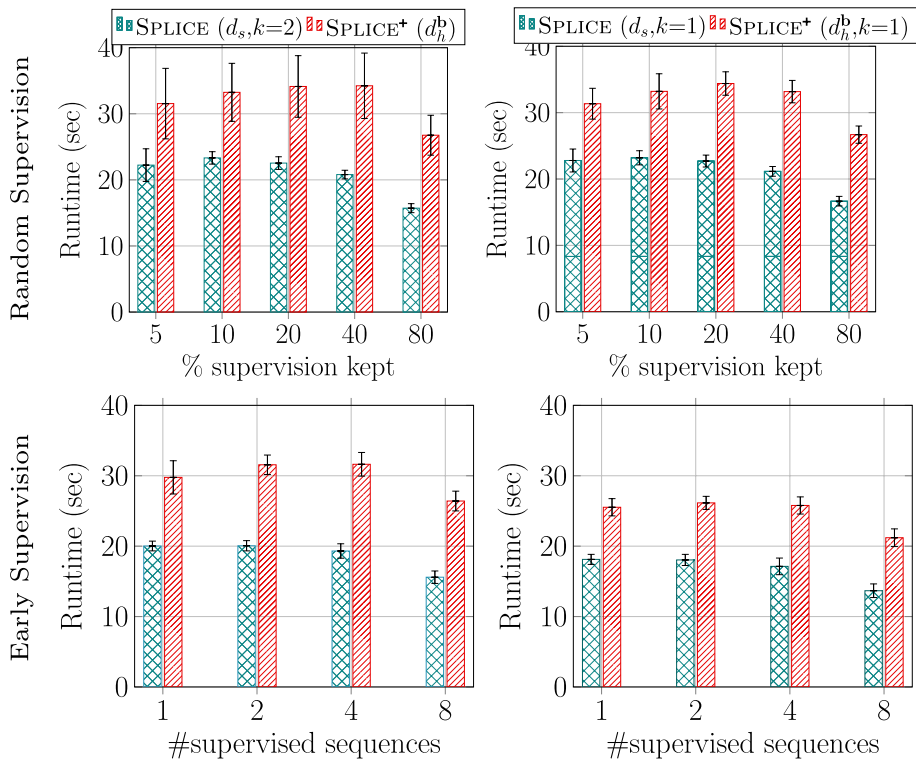 SPLICE (d_s,k=2) SPLICE⁺ (d_h^b)
SPLICE (d_s,k=1) SPLICE⁺ (d_h^b,k=1)
Random Supervision
Runtime (sec)
40
30
20
10
0
5 10 20 40 80
% supervision kept
Runtime (sec)
40
30
20
10
0
5 10 20 40 80
% supervision kept
Early Supervision
Runtime (sec)
40
30
20
10
0
1 2 4 8
#supervised sequences
Runtime (sec)
40
30
20
10
0
1 2 4 8
#supervised sequences